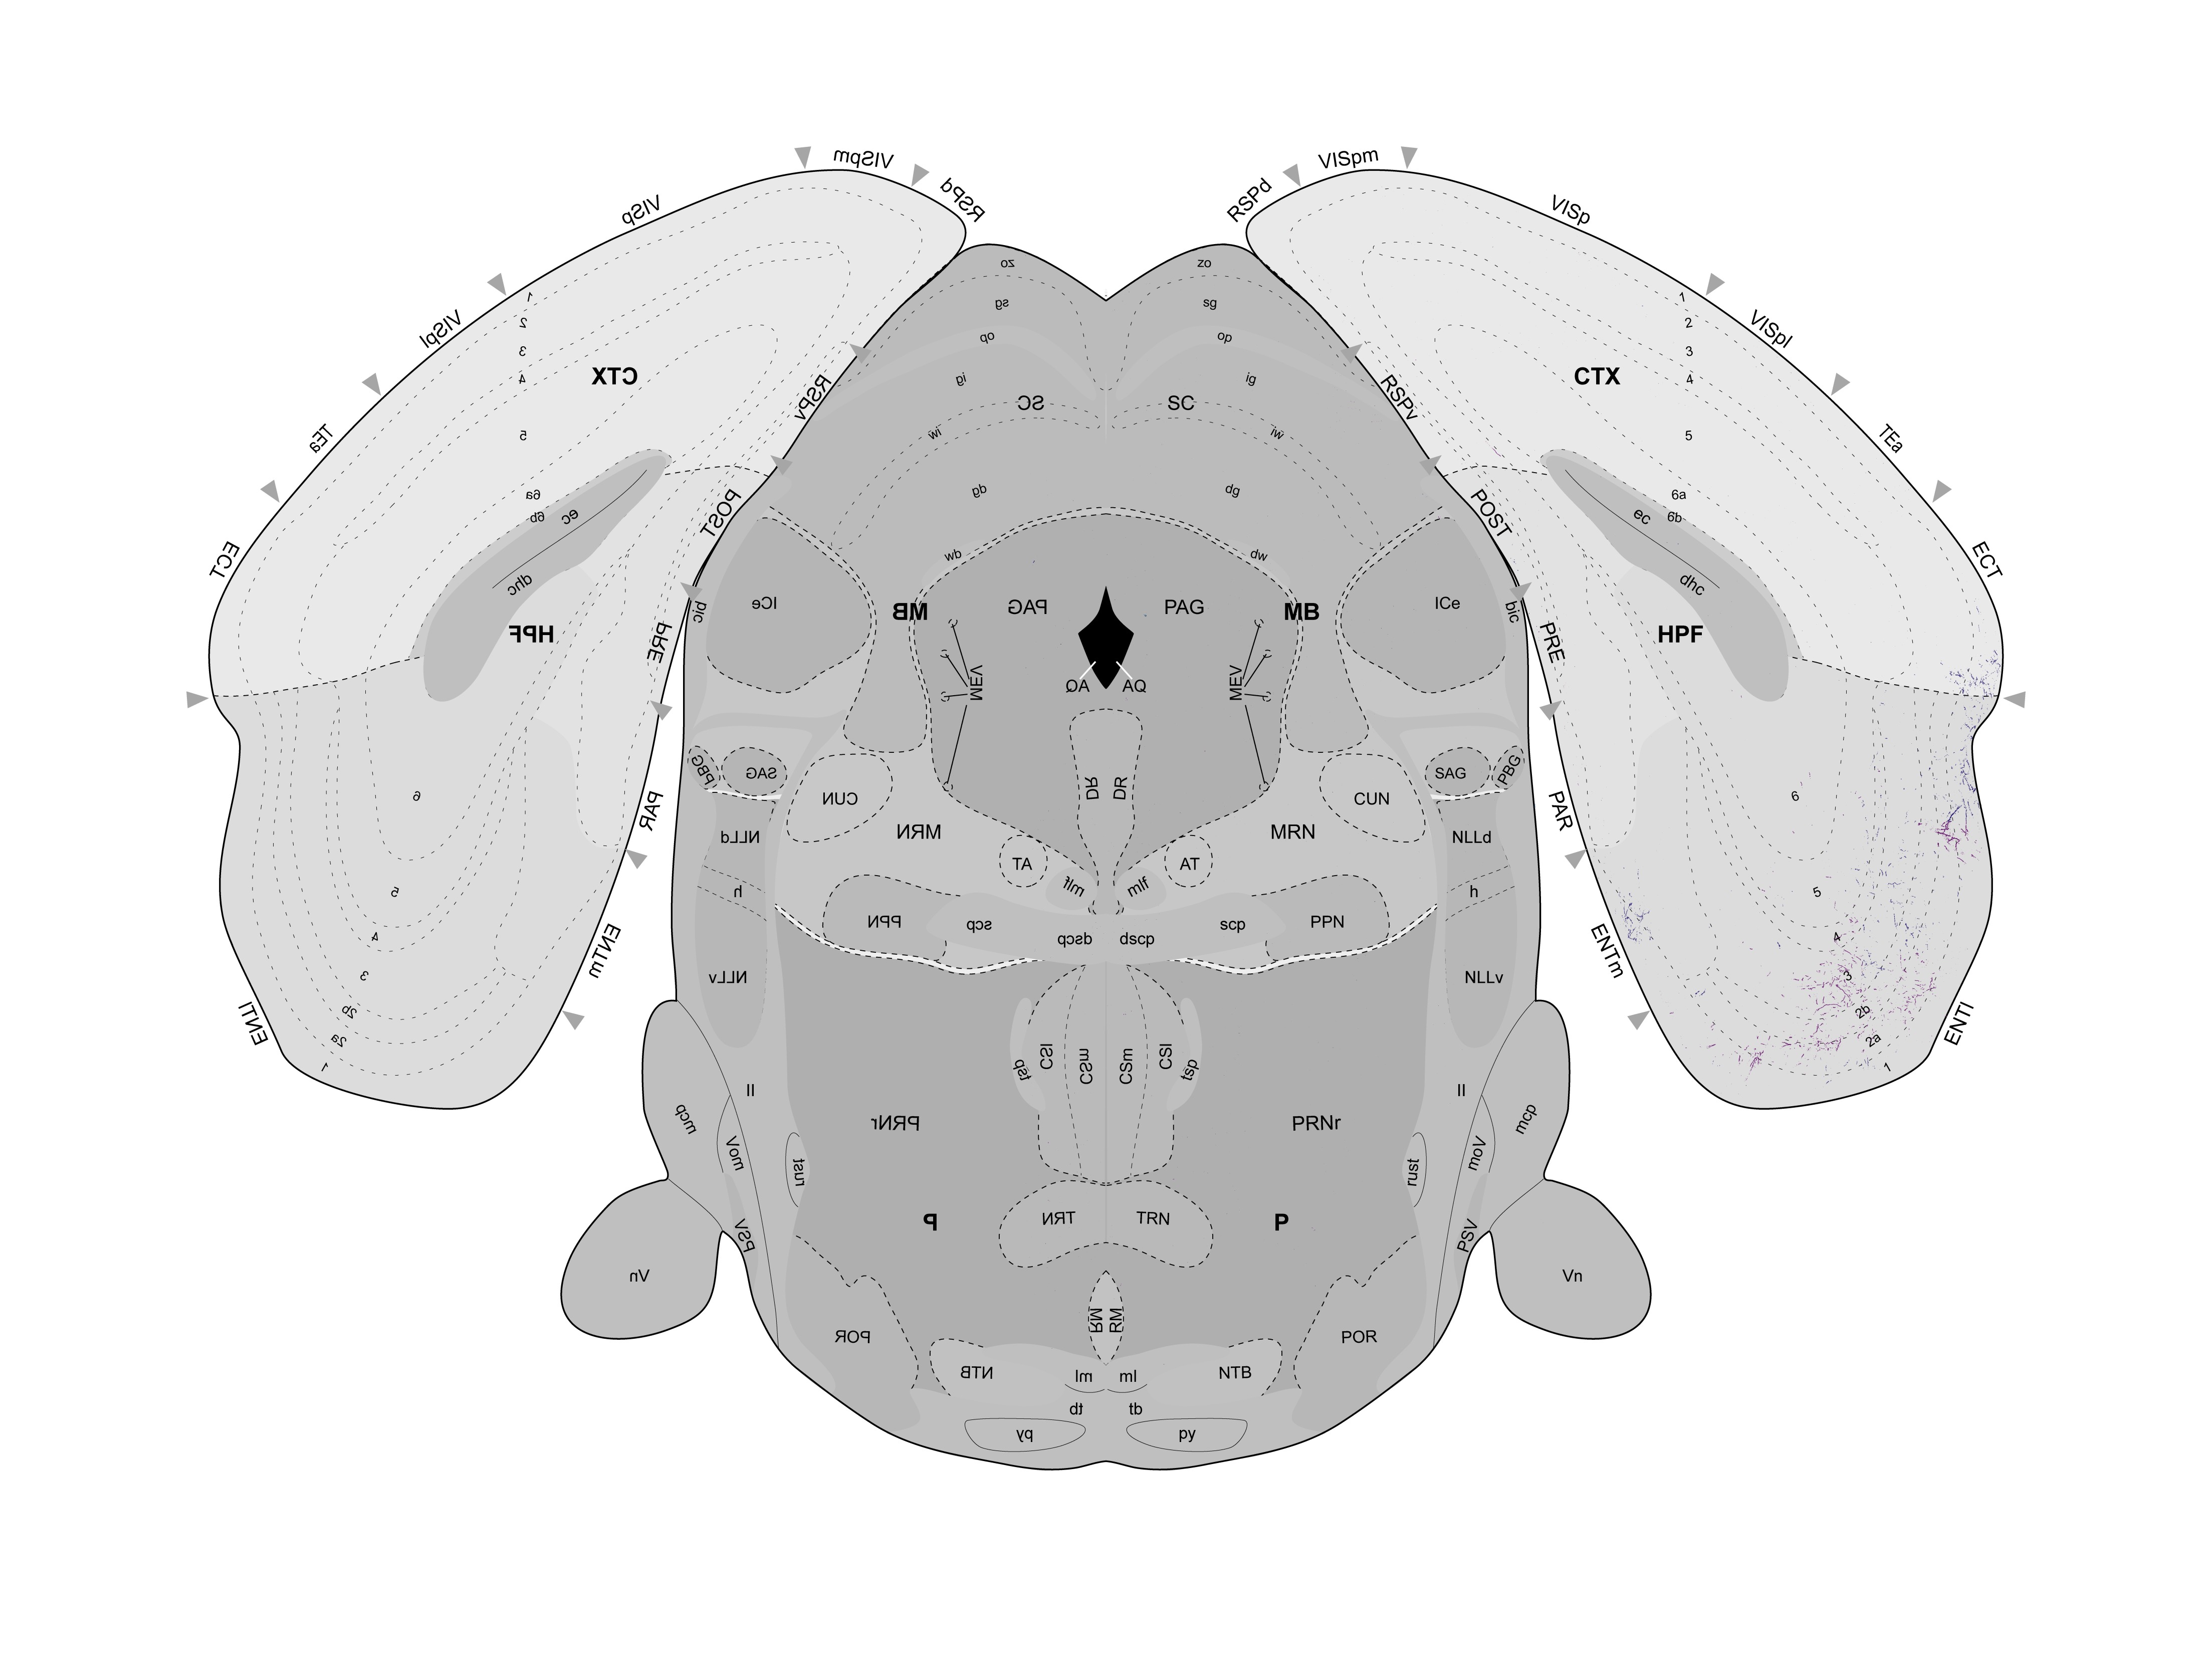 VISpm
VISpm
RSPd
RSPd
VISp
VISp
zo
zo
1
sg
sg
1
VISpl
2
op
op
2
VISpl
3
3
CTX
4
ig
ig
CTX
4
RSPv
SC
SC
RSPv
TEa
5
iw
iw
5
TEa
6a
dg
dg
6a
6b
ec
POST
POST
ec
6b
ECT
dw
dw
ECT
dhc
dhc
HPF
PRE
bic
ICe
MB
PAG
PAG
MB
ICe
bic
PRE
HPF
MEV
AQ
AQ
MEV
PBG
SAG
DR
DR
SAG
PBG
6
PAR
CUN
CUN
PAR
6
NLLd
MRN
MRN
NLLd
AT
AT
5
h
mlf
mlf
h
5
4
PPN
scp
dscp
dscp
scp
PPN
4
ENTm
ENTm
3
NLLv
NLLv
3
2b
2b
ENTl
2a
2a
ENTl
1
tsp
CSl
CSm
CSm
CSl
tsp
1
ll
ll
mcp
PRNr
PRNr
mcp
moV
moV
rust
rust
PSV
P
TRN
TRN
P
PSV
Vn
Vn
POR
RM
RM
POR
NTB
ml
ml
NTB
tb
tb
py
py